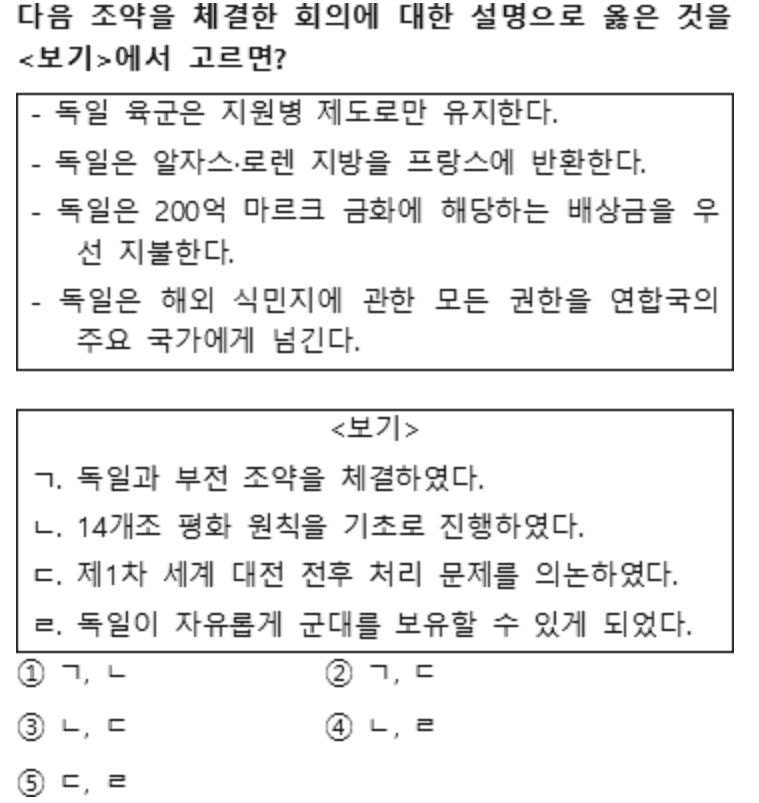 다음 조약을 체결한 회의에 대한 설명으로 옳은 것을
<보기>에서 고르면?
- 독일 육군은 지원병 제도로만 유지한다.
- 독일은 알자스·로렌 지방을 프랑스에 반환한다.
- 독일은 200억 마르크 금화에 해당하는 배상금을 우
선 지불한다.
- 독일은 해외 식민지에 관한 모든 권한을 연합국의
주요 국가에게 넘긴다.
<보기>
ㄱ. 독일과 부전 조약을 체결하였다.
ㄴ. 14개조 평화 원칙을 기초로 진행하였다.
ㄷ. 제1차 세계 대전 전후 처리 문제를 의논하였다.
ㄹ. 독일이 자유롭게 군대를 보유할 수 있게 되었다.
① ㄱ, ㄴ ② ㄱ, ㄷ
③ ㄴ, ㄷ ④ ㄴ, ㄹ
⑤ ㄷ, ㄹ